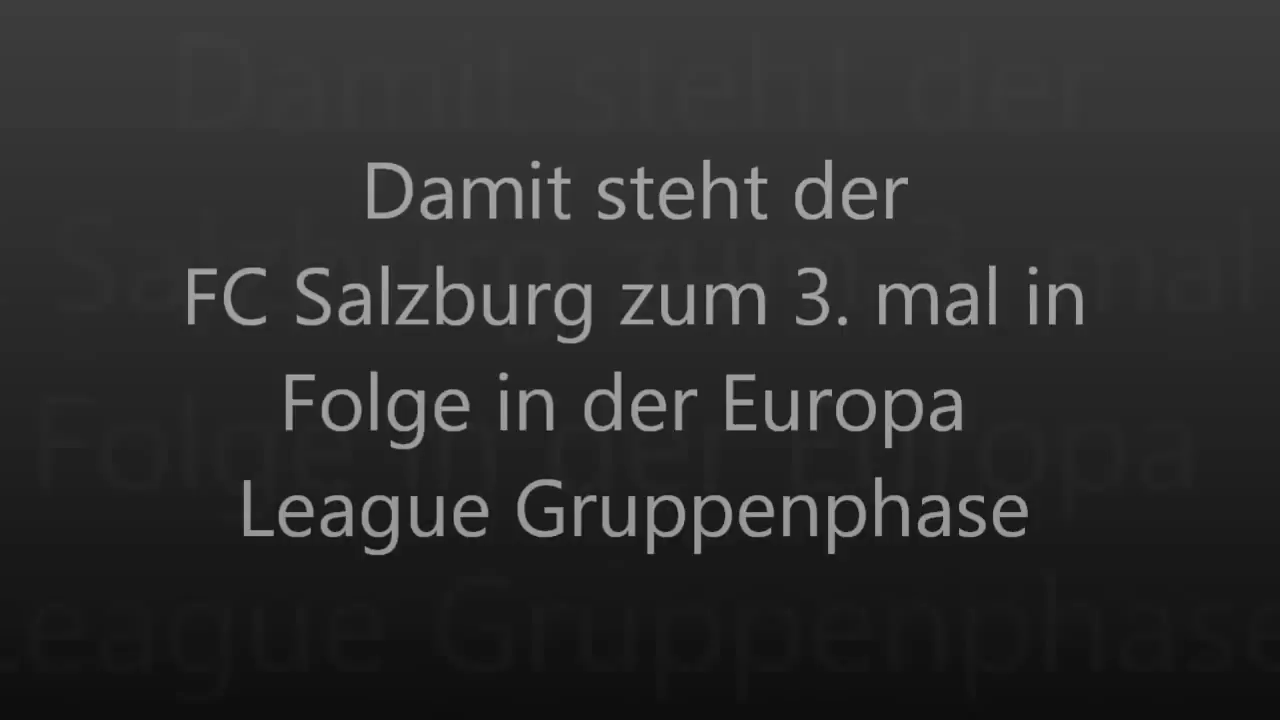 Damit steht der
FC Salzburg zum 3. mal in
Folge in der Europa
League Gruppenphase